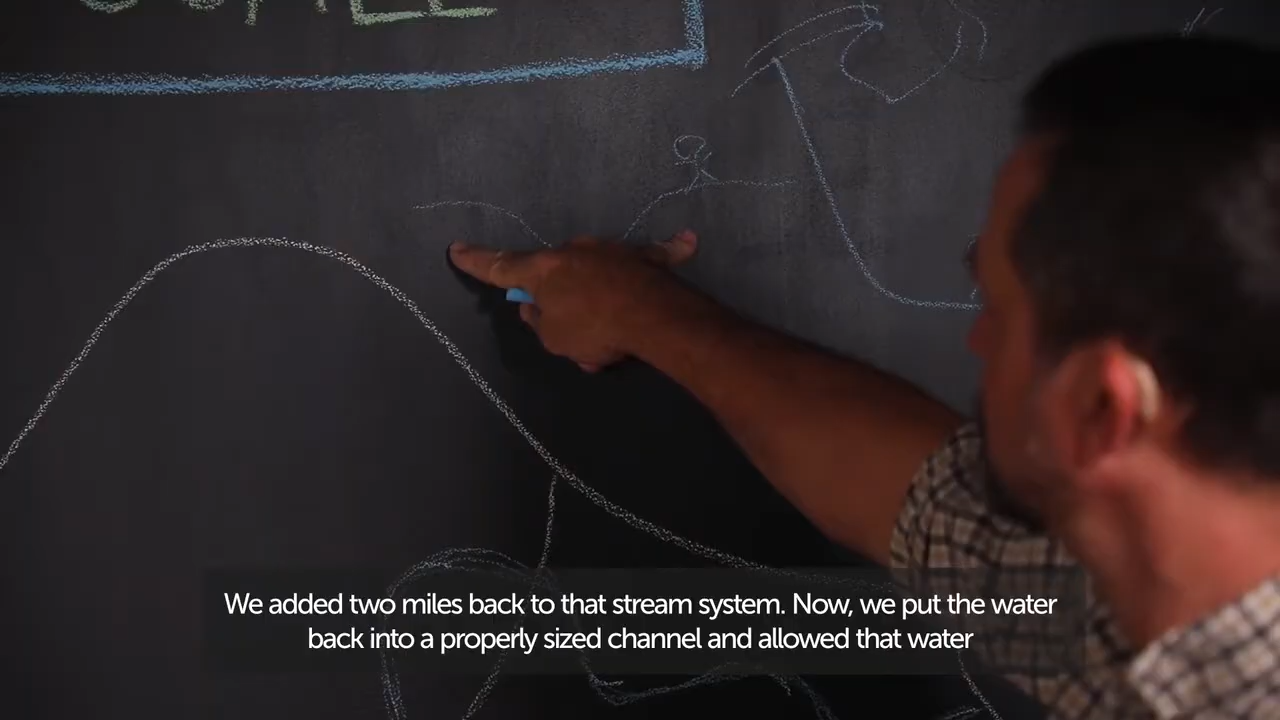 We added two miles back to that stream system. Now, we put the water
back into a properly sized channel and allowed that water